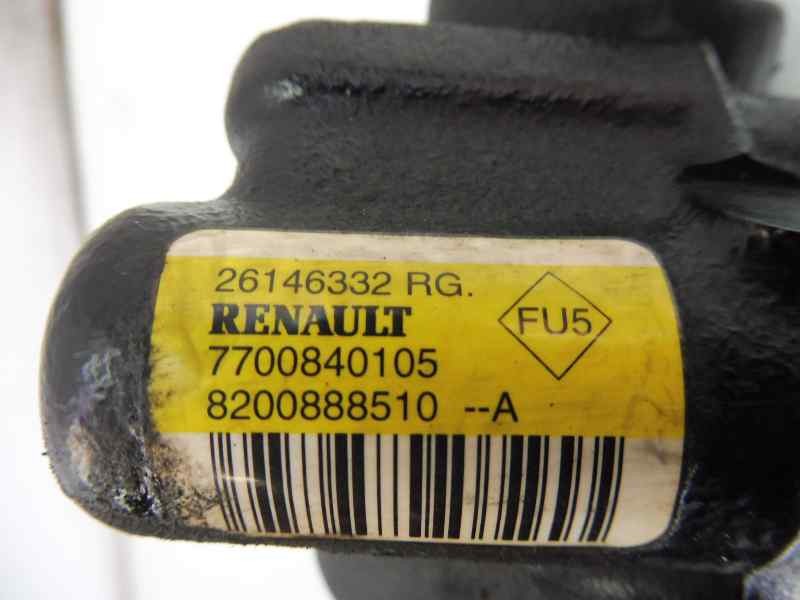 26146332 RG.
RENAULT
FU5
7700840105
8200888510 --A